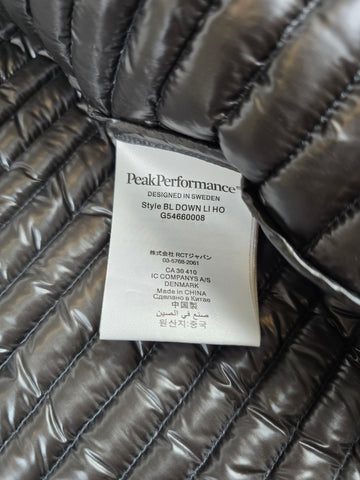 PeakPerformance®
DESIGNED IN SWEDEN
Style BL DOWN LI HO
G54660008
株式会社 RCTジャパン
03-5768-2061
CA 36 410
IC COMPANYS A/S
DENMARK
Made in CHINA
Сделано в Китае
中国製
صنع في الصين
원산지:중국